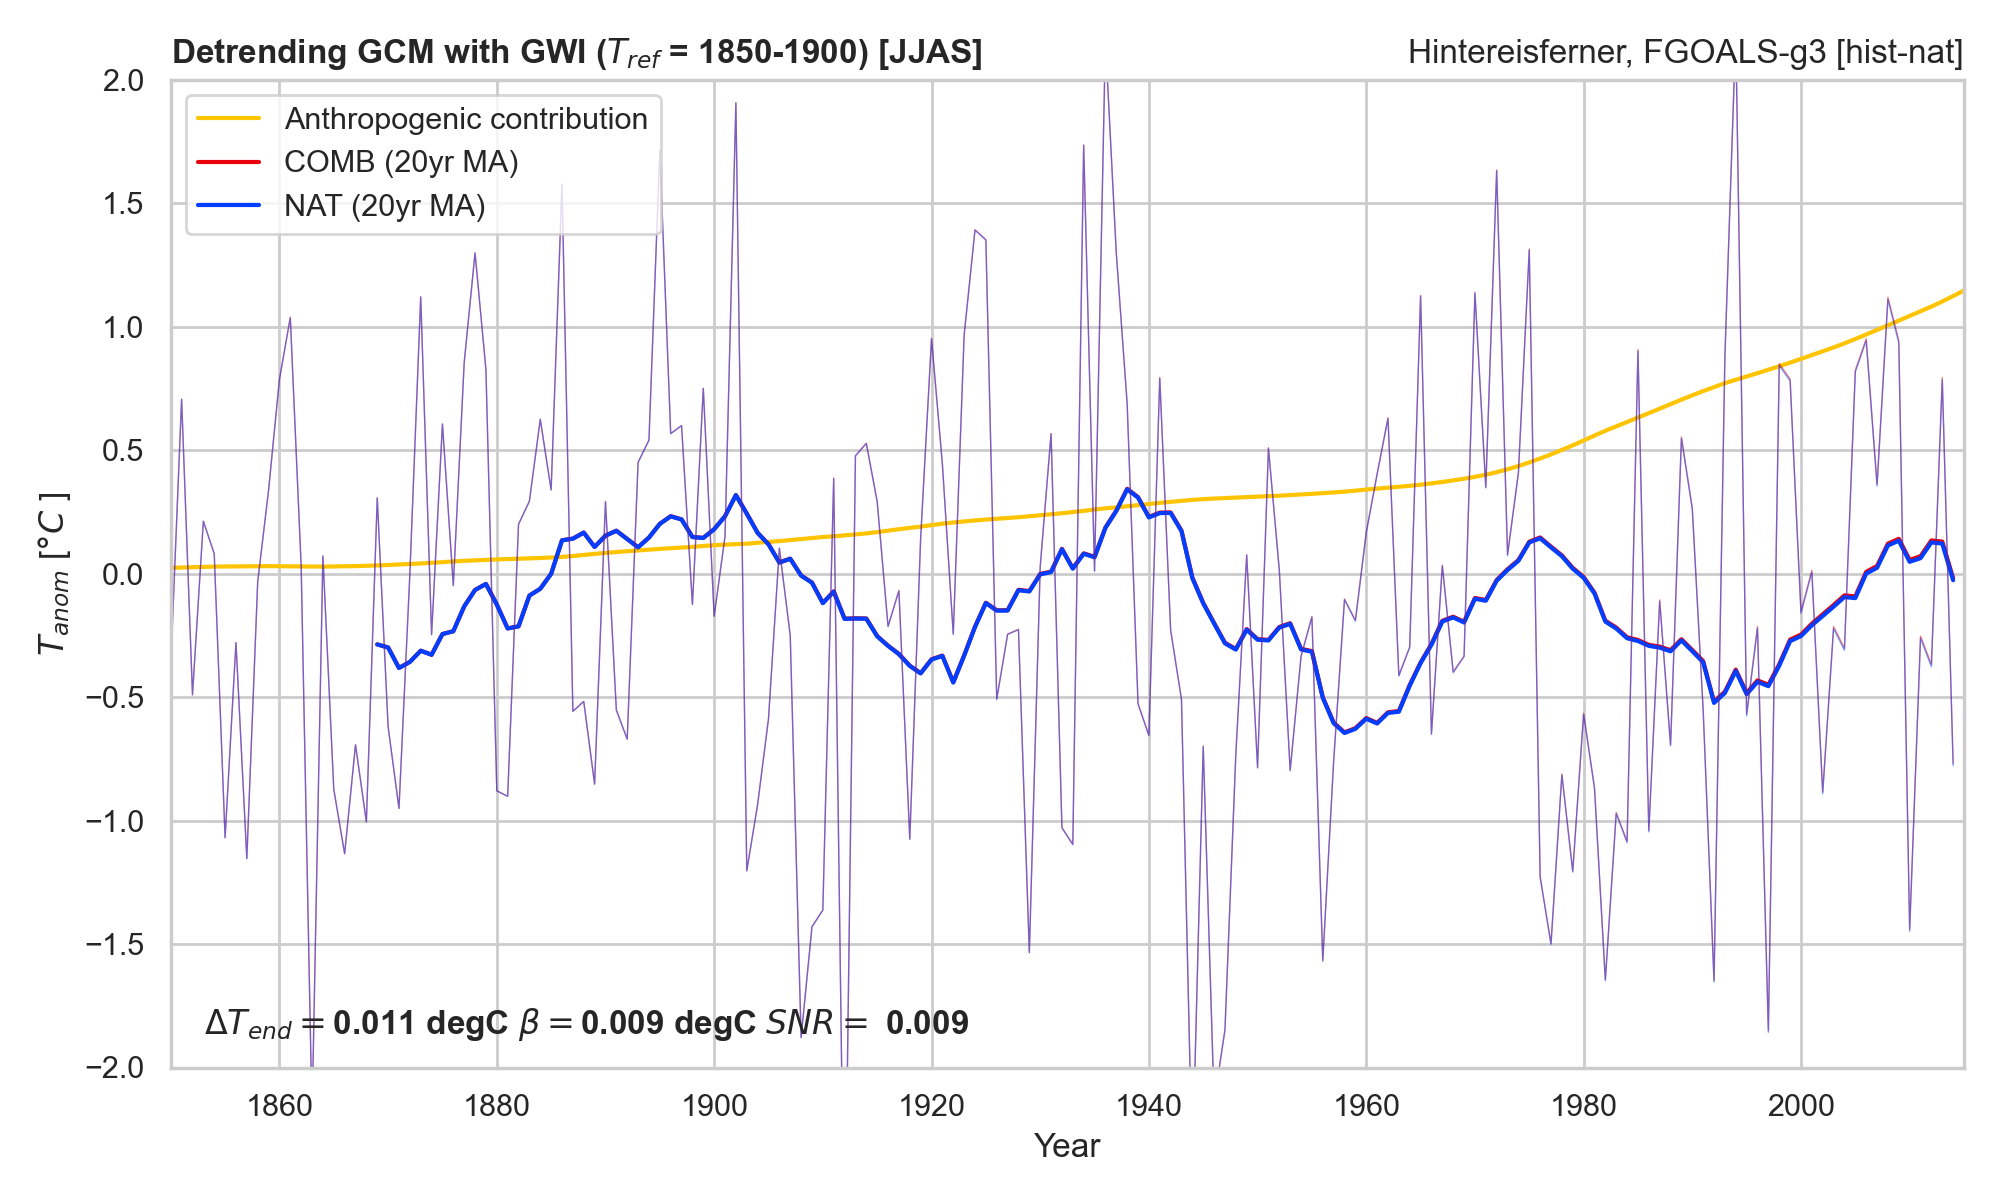 Detrending GCM with GWI (T_ref = 1850-1900) [JJAS]
Hintereisferner, FGOALS-g3 [hist-nat]
2.0
1.5
1.0
0.5
0.0
−0.5
−1.0
−1.5
−2.0
T_anom [°C]
Anthropogenic contribution
COMB (20yr MA)
NAT (20yr MA)
ΔT_end = 0.011 degC β = 0.009 degC SNR = 0.009
1860 1880 1900 1920 1940 1960 1980 2000
Year